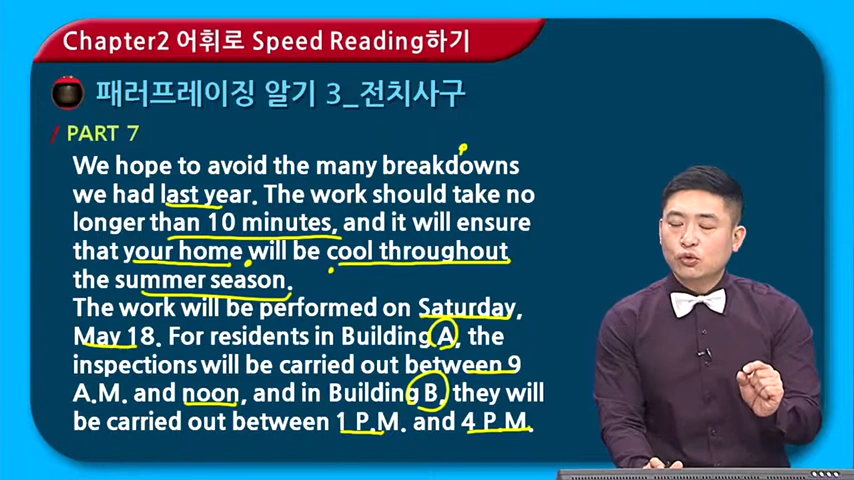 Chapter2 어휘로 Speed Reading하기
패러프레이징 알기 3_전치사구
/ PART 7
We hope to avoid the many breakdowns
we had last year. The work should take no
longer than 10 minutes, and it will ensure
that your home will be cool throughout
the summer season.
The work will be performed on Saturday,
May 18. For residents in Building A, the
inspections will be carried out between 9
A.M. and noon, and in Building B, they will
be carried out between 1 P.M. and 4 P.M.